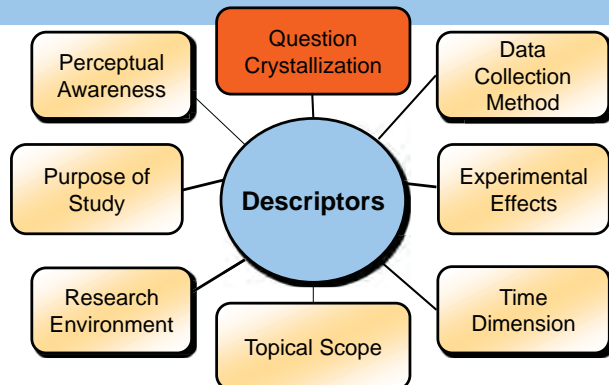 Question
Crystallization
Perceptual
Awareness
Data
Collection
Method
Purpose of
Study
Descriptors
Experimental
Effects
Research
Environment
Topical Scope
Time
Dimension